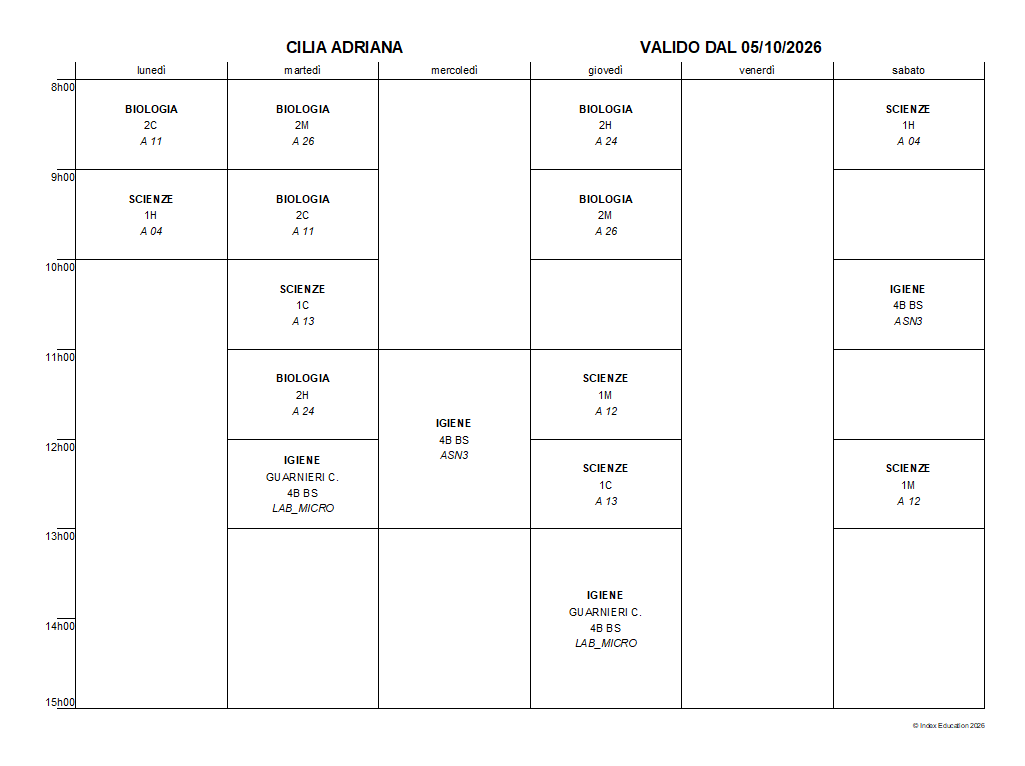 CILIA ADRIANA VALIDO DAL 05/10/2026
lunedì martedì mercoledì giovedì venerdì sabato
8h00
BIOLOGIA BIOLOGIA BIOLOGIA SCIENZE
2C 2M 2H 1H
A 11 A 26 A 24 A 04
9h00
SCIENZE BIOLOGIA BIOLOGIA
1H 2C 2M
A 04 A 11 A 26
10h00
SCIENZE IGIENE
1C 4B BS
A 13 ASN3
11h00
BIOLOGIA SCIENZE
2H 1M
A 24 A 12
IGIENE
4B BS
ASN3
12h00
IGIENE
GUARNIERI C.
4B BS
LAB_MICRO
SCIENZE SCIENZE
1C 1M
A 13 A 12
13h00
IGIENE
GUARNIERI C.
4B BS
LAB_MICRO
14h00
15h00
© Index Education 2026